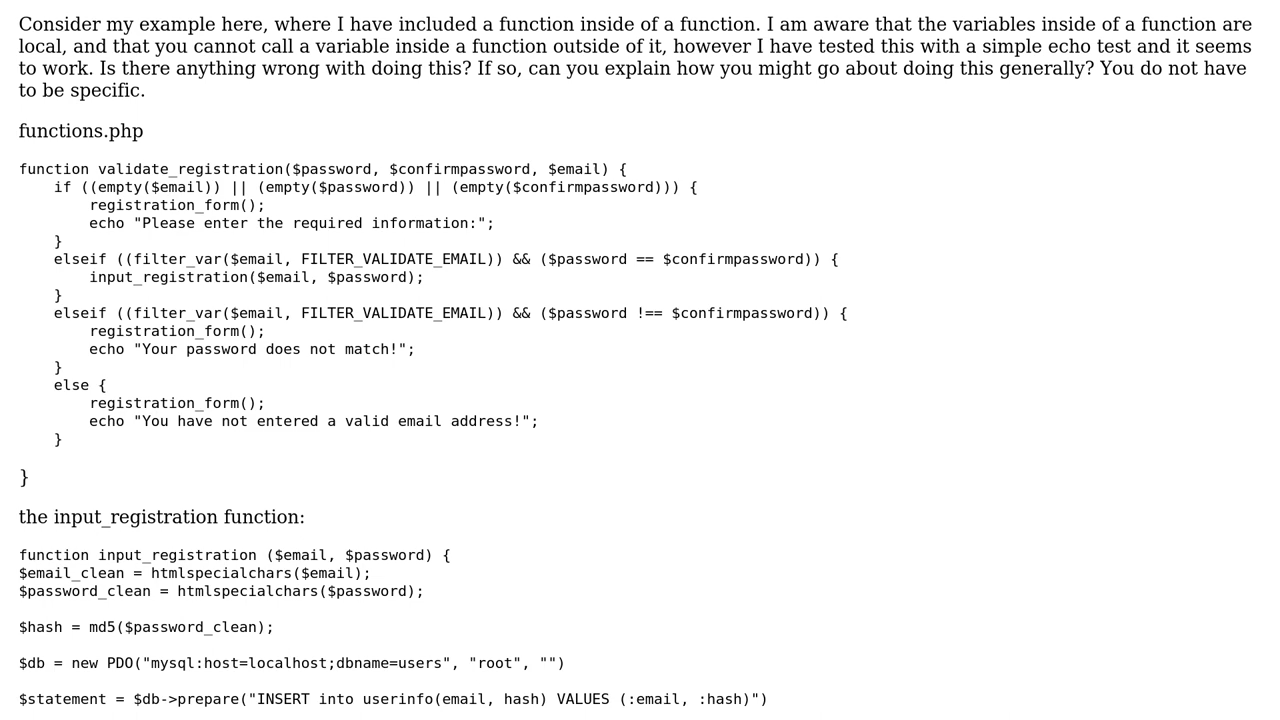 Consider my example here, where I have included a function inside of a function. I am aware that the variables inside of a function are
local, and that you cannot call a variable inside a function outside of it, however I have tested this with a simple echo test and it seems
to work. Is there anything wrong with doing this? If so, can you explain how you might go about doing this generally? You do not have
to be specific.
functions.php
function validate_registration($password, $confirmpassword, $email) {
    if ((empty($email)) || (empty($password)) || (empty($confirmpassword))) {
        registration_form();
        echo "Please enter the required information:";
    }
    elseif ((filter_var($email, FILTER_VALIDATE_EMAIL)) && ($password == $confirmpassword)) {
        input_registration($email, $password);
    }
    elseif ((filter_var($email, FILTER_VALIDATE_EMAIL)) && ($password !== $confirmpassword)) {
        registration_form();
        echo "Your password does not match!";
    }
    else {
        registration_form();
        echo "You have not entered a valid email address!";
    }
}
the input_registration function:
function input_registration ($email, $password) {
$email_clean = htmlspecialchars($email);
$password_clean = htmlspecialchars($password);
$hash = md5($password_clean);
$db = new PDO("mysql:host=localhost;dbname=users", "root", "")
$statement = $db->prepare("INSERT into userinfo(email, hash) VALUES (:email, :hash)")